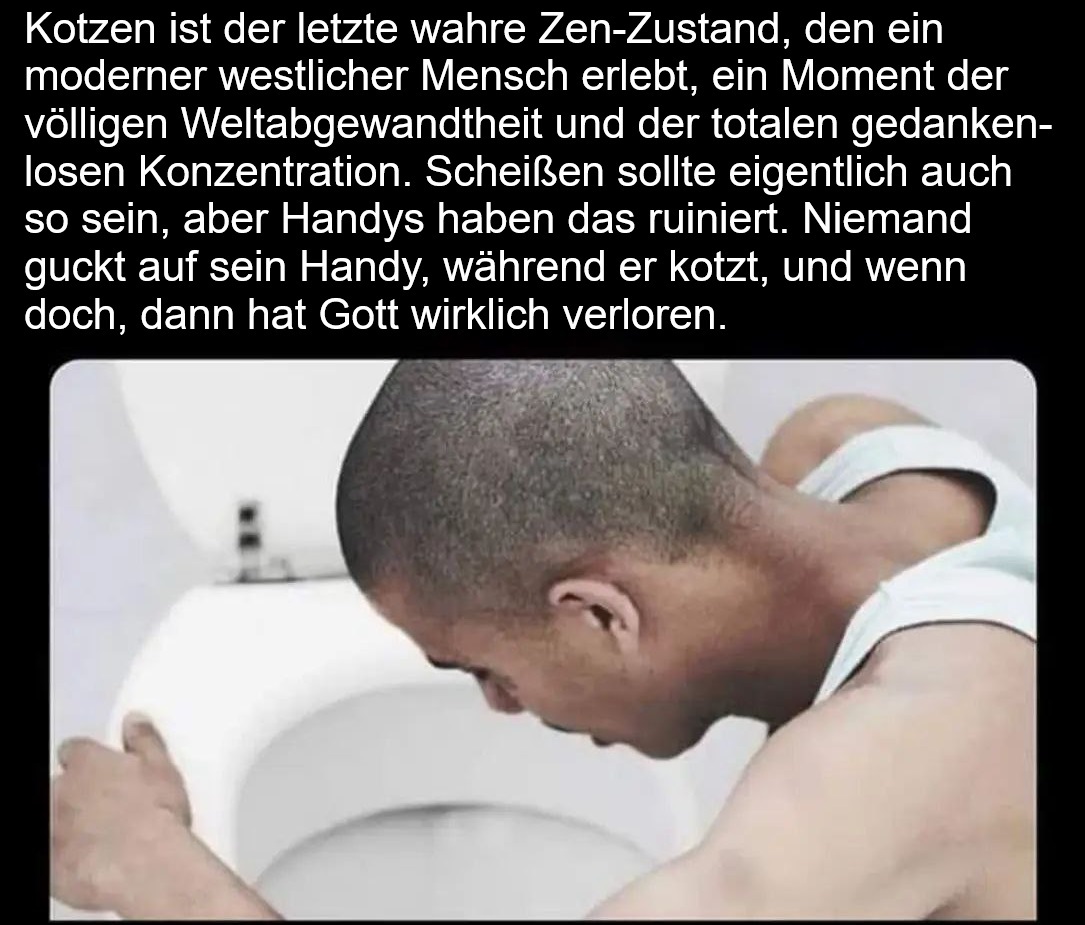 Kotzen ist der letzte wahre Zen-Zustand, den ein
moderner westlicher Mensch erlebt, ein Moment der
völligen Weltabgewandtheit und der totalen gedanken-
losen Konzentration. Scheißen sollte eigentlich auch
so sein, aber Handys haben das ruiniert. Niemand
guckt auf sein Handy, während er kotzt, und wenn
doch, dann hat Gott wirklich verloren.